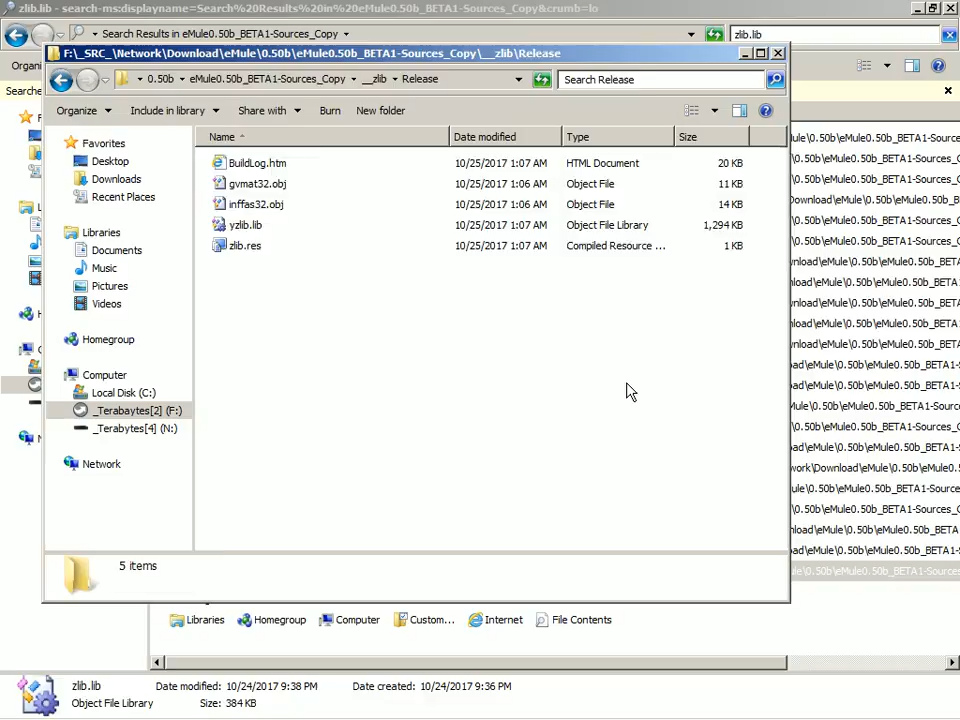 zlib.lib - search-ms:displayname=Search%20Results%20in%20eMule0.50b_BETA1-Sources_Copy&crumb=lo
Search Results in eMule0.50b_BETA1-Sources_Copy
zlib.lib
F:\_SRC_\Network\Download\eMule\0.50b\eMule0.50b_BETA1-Sources_Copy\__zlib\Release
0.50b
eMule0.50b_BETA1-Sources_Copy
__zlib
Release
Search Release
Organize
Include in library
Share with
Burn
New folder
Name
Date modified
Type
Size
BuildLog.htm 10/25/2017 1:07 AM HTML Document 20 KB
gvmat32.obj 10/25/2017 1:06 AM Object File 11 KB
inffas32.obj 10/25/2017 1:06 AM Object File 14 KB
yzlib.lib 10/25/2017 1:07 AM Object File Library 1,294 KB
zlib.res 10/25/2017 1:07 AM Compiled Resource ... 1 KB
Favorites
Desktop
Downloads
Recent Places
Libraries
Documents
Music
Pictures
Videos
Homegroup
Computer
Local Disk (C:)
_Terabaytes[2] (F:)
_Terabytes[4] (N:)
Network
5 items
Libraries
Homegroup
Computer
Custom...
Internet
File Contents
zlib.lib Date modified: 10/24/2017 9:38 PM Date created: 10/24/2017 9:36 PM
Object File Library Size: 384 KB